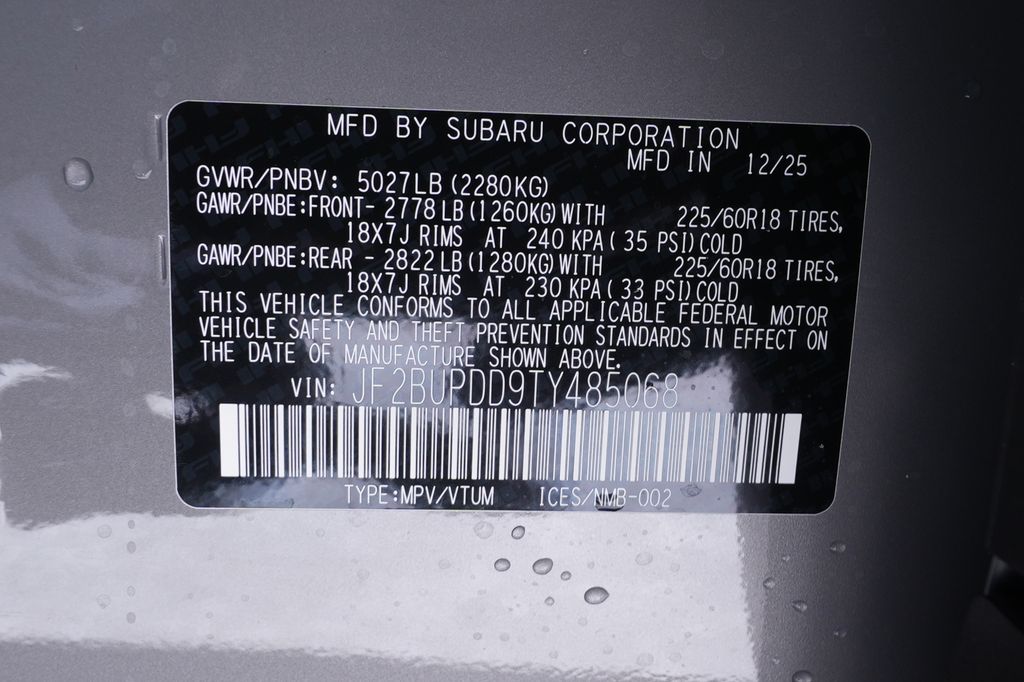 MFD BY SUBARU CORPORATION
MFD IN 12/25
GVWR/PNBV: 5027LB (2280KG)
GAWR/PNBE:FRONT- 2778 LB (1260KG) WITH 225/60R18 TIRES,
18X7J RIMS AT 240 KPA ( 35 PSI) COLD
GAWR/PNBE:REAR - 2822 LB (1280KG) WITH 225/60R18 TIRES,
18X7J RIMS AT 230 KPA ( 33 PSI) COLD
THIS VEHICLE CONFORMS TO ALL APPLICABLE FEDERAL MOTOR
VEHICLE SAFETY AND THEFT PREVENTION STANDARDS IN EFFECT ON
THE DATE OF MANUFACTURE SHOWN ABOVE.
VIN: JF2BUPDD9TY485068
TYPE:MPV/VTUM ICES/NMB-002